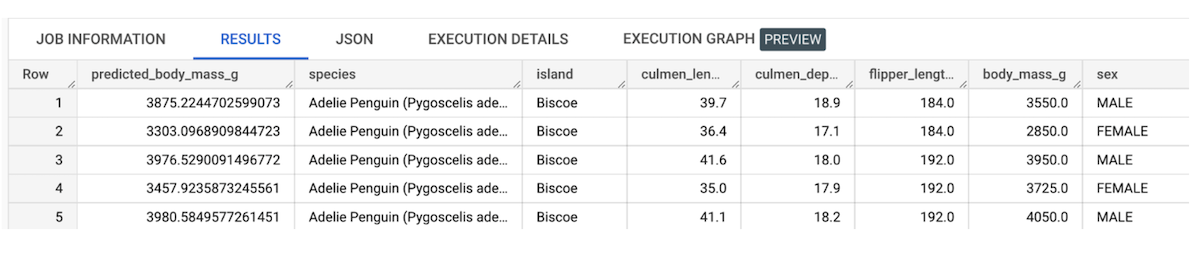 JOB INFORMATION RESULTS JSON EXECUTION DETAILS EXECUTION GRAPH PREVIEW
Row predicted_body_mass_g species island culmen_len... culmen_dep... flipper_lengt... body_mass_g sex
1 3875.2244702599073 Adelie Penguin (Pygoscelis ade... Biscoe 39.7 18.9 184.0 3550.0 MALE
2 3303.0968909844723 Adelie Penguin (Pygoscelis ade... Biscoe 36.4 17.1 184.0 2850.0 FEMALE
3 3976.5290091496772 Adelie Penguin (Pygoscelis ade... Biscoe 41.6 18.0 192.0 3950.0 MALE
4 3457.9235873245561 Adelie Penguin (Pygoscelis ade... Biscoe 35.0 17.9 192.0 3725.0 FEMALE
5 3980.5849577261451 Adelie Penguin (Pygoscelis ade... Biscoe 41.1 18.2 192.0 4050.0 MALE